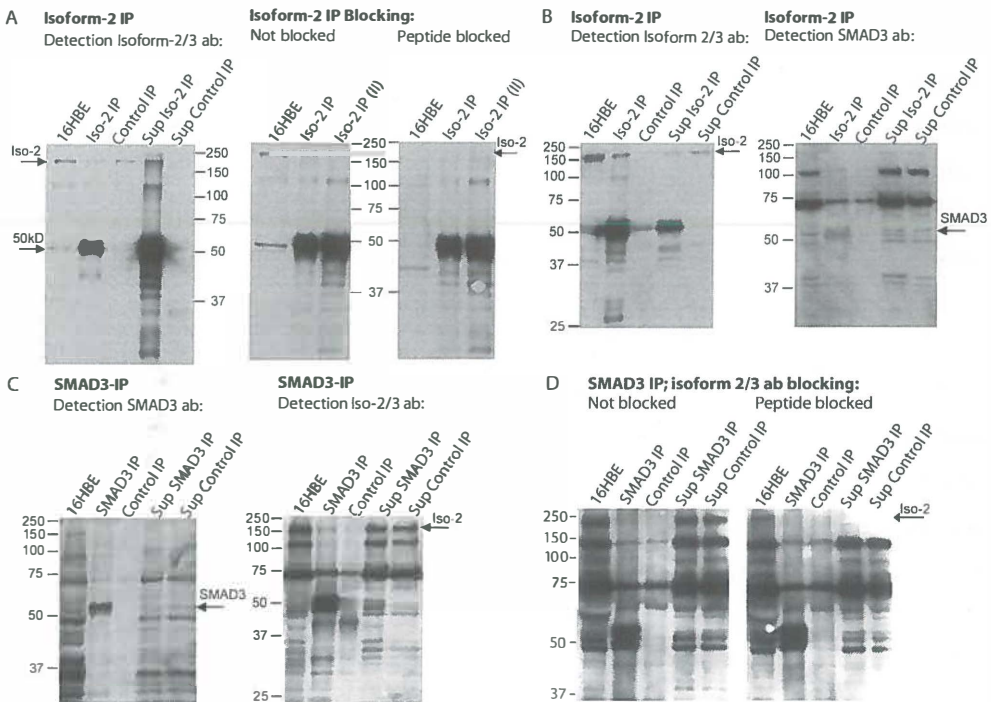 A
Isoform-2 IP
Detection Isoform-2/3 ab:
16HBE
Iso-2 IP
Control IP
Sup Iso-2 IP
Sup Control IP
Iso-2
50kD
250
150
100
75
50
37
Isoform-2 IP Blocking:
Not blocked
Peptide blocked
16HBE
Iso-2 IP
Iso-2 IP (II)
250
150
100
75
50
37
16HBE
Iso-2 IP
Iso-2 IP (II)
Iso-2
B
Isoform-2 IP
Detection Isoform 2/3 ab:
16HBE
Iso-2 IP
Control IP
Sup Iso-2 IP
Sup Control IP
250
150
100
75
50
37
25
Iso-2
Isoform-2 IP
Detection SMAD3 ab:
16HBE
Iso-2 IP
Control IP
Sup Iso-2 IP
Sup Control IP
250
150
100
75
50
37
SMAD3
C
SMAD3-IP
Detection SMAD3 ab:
16HBE
SMAD3 IP
Control IP
Sup SMAD3 IP
Sup Control IP
250
150
100
75
50
37
SMAD3
SMAD3-IP
Detection Iso-2/3 ab:
16HBE
SMAD3 IP
Control IP
Sup SMAD3 IP
Sup Control IP
250
150
100
75
50
37
25
Iso-2
D
SMAD3 IP; isoform 2/3 ab blocking:
Not blocked
Peptide blocked
16HBE
SMAD3 IP
Control IP
Sup SMAD3 IP
Sup Control IP
16HBE
SMAD3 IP
Control IP
Sup SMAD3 IP
Sup Control IP
250
150
100
75
50
37
Iso-2